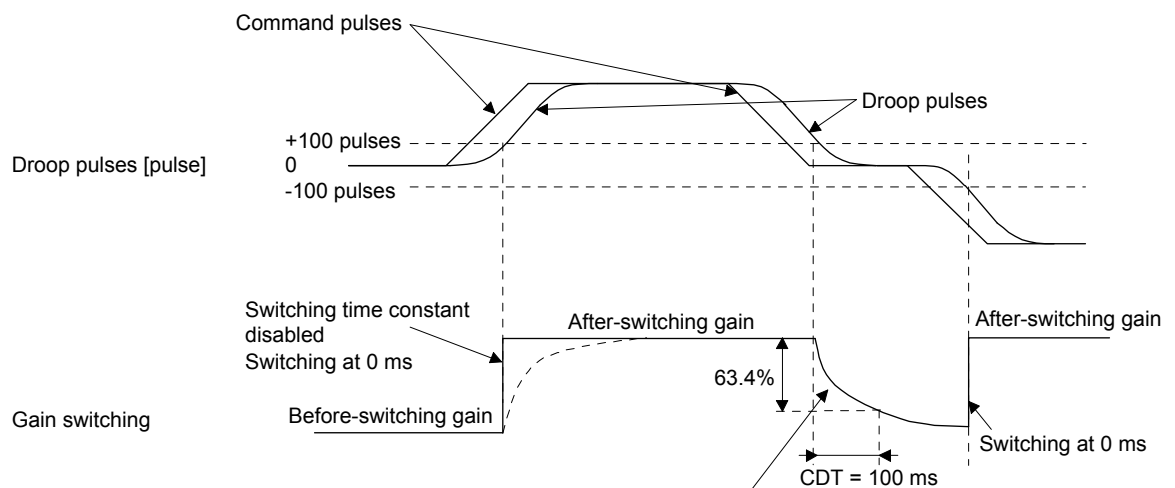 Command pulses
Droop pulses
+100 pulses
Droop pulses [pulse]
0
-100 pulses
Switching time constant
disabled
Switching at 0 ms
After-switching gain
After-switching gain
63.4%
Before-switching gain
Gain switching
Switching at 0 ms
CDT = 100 ms